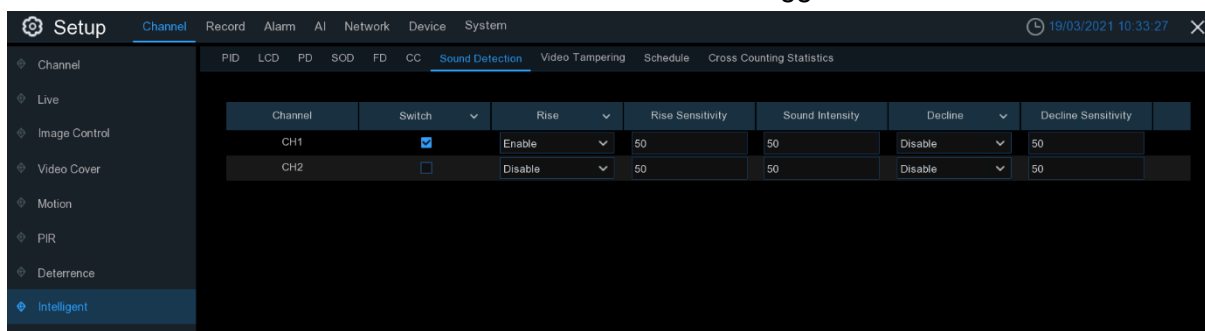 Setup Channel Record Alarm AI Network Device System 19/03/2021 10:33:27
Channel
Live
Image Control
Video Cover
Motion
PIR
Deterrence
Intelligent
PID LCD PD SOD FD CC Sound Detection Video Tampering Schedule Cross Counting Statistics
Channel Switch Rise Rise Sensitivity Sound Intensity Decline Decline Sensitivity
CH1 Enable 50 50 Disable 50
CH2 Disable 50 50 Disable 50